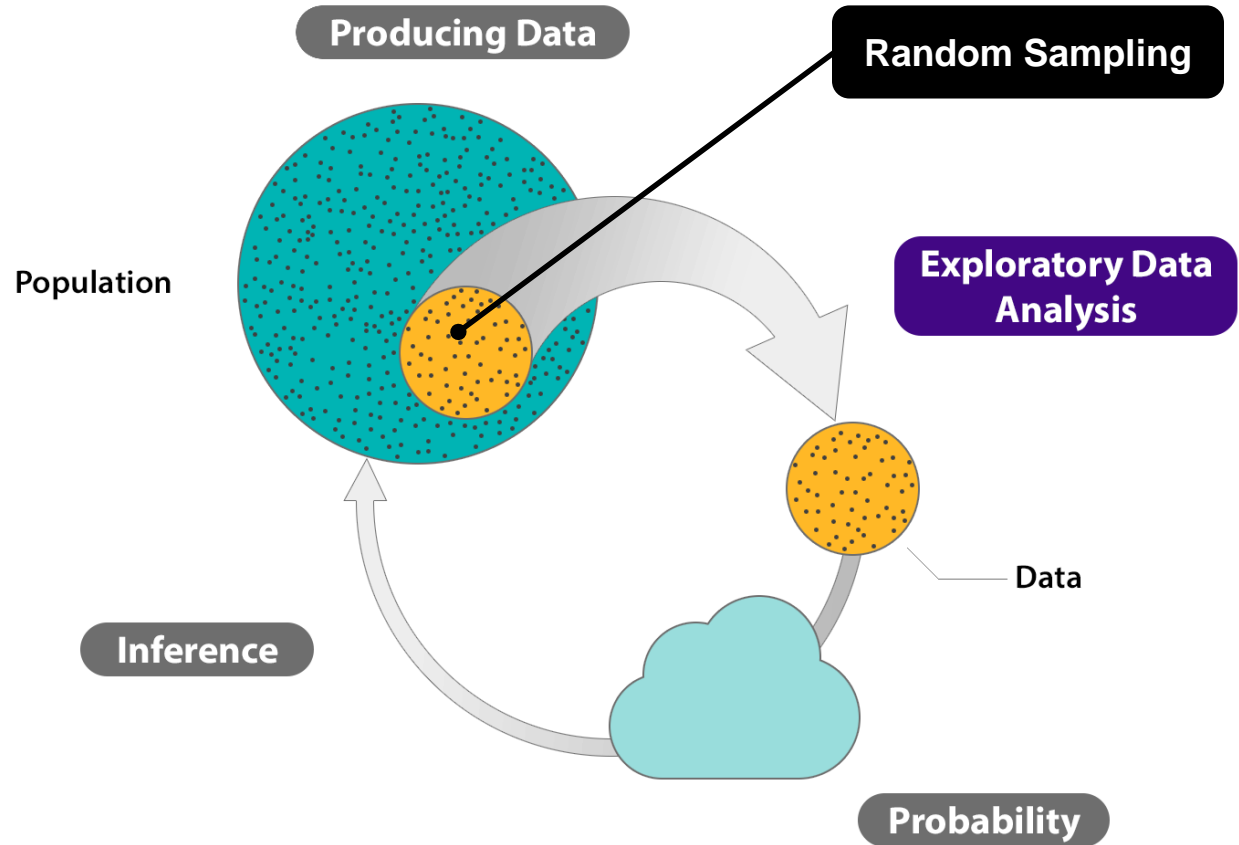 Producing Data
Random Sampling
Population
Exploratory Data
Analysis
Data
Inference
Probability